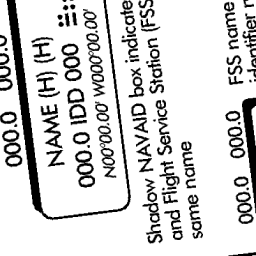 000.0 000.0
NAME (H) (H)
000.0 IDD 000
N00°00.00' W000°00.00'
Shadow NAVAID box indicate
and Flight Service Station (FSS
same name
FSS name
identifier
000.0 000.0